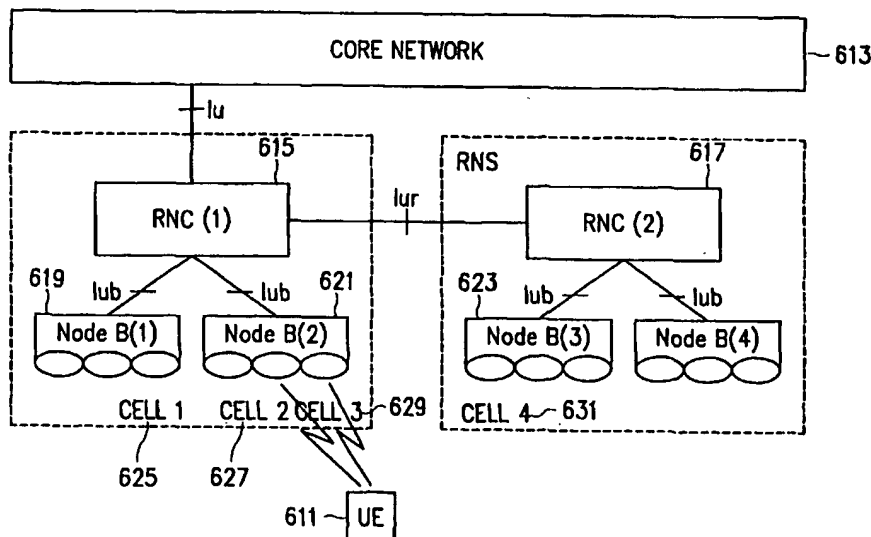 CORE NETWORK
613
Iu
615
617
RNS
RNC (1)
Iur
RNC (2)
619
Iub
Iub
621
623
Iub
Iub
Node B(1)
Node B(2)
Node B(3)
Node B(4)
CELL 1
CELL 2
CELL 3
629
CELL 4
631
625
627
611
UE